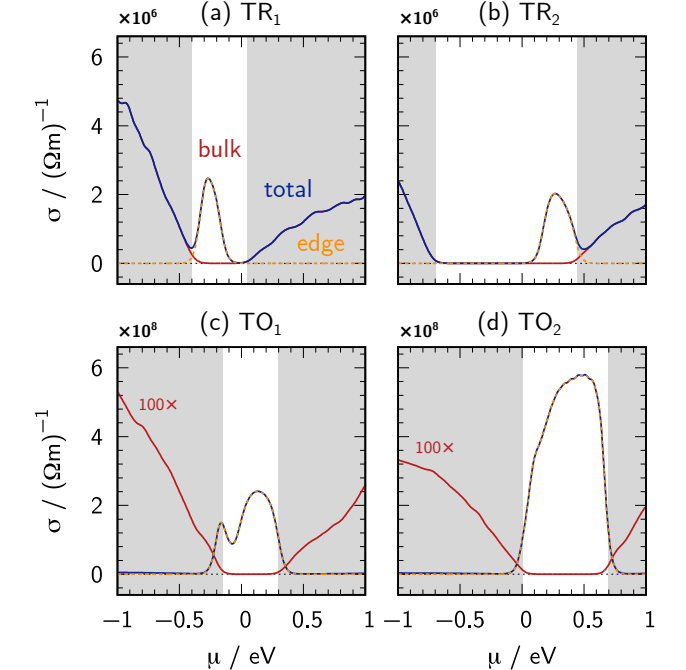 ×10⁶ (a) TR₁ ×10⁶ (b) TR₂
6
4
2
0
σ / (Ωm)⁻¹
bulk
total
edge
×10⁸ (c) TO₁ ×10⁸ (d) TO₂
6
4
2
0
σ / (Ωm)⁻¹
100×
100×
−1 −0.5 0 0.5 1 −1 −0.5 0 0.5 1
μ / eV μ / eV